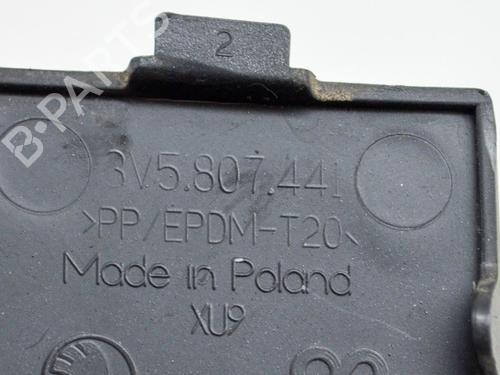 2
3V5.807.441
>PP/EPDM-T20<
Made in Poland
XU9
B-PARTS